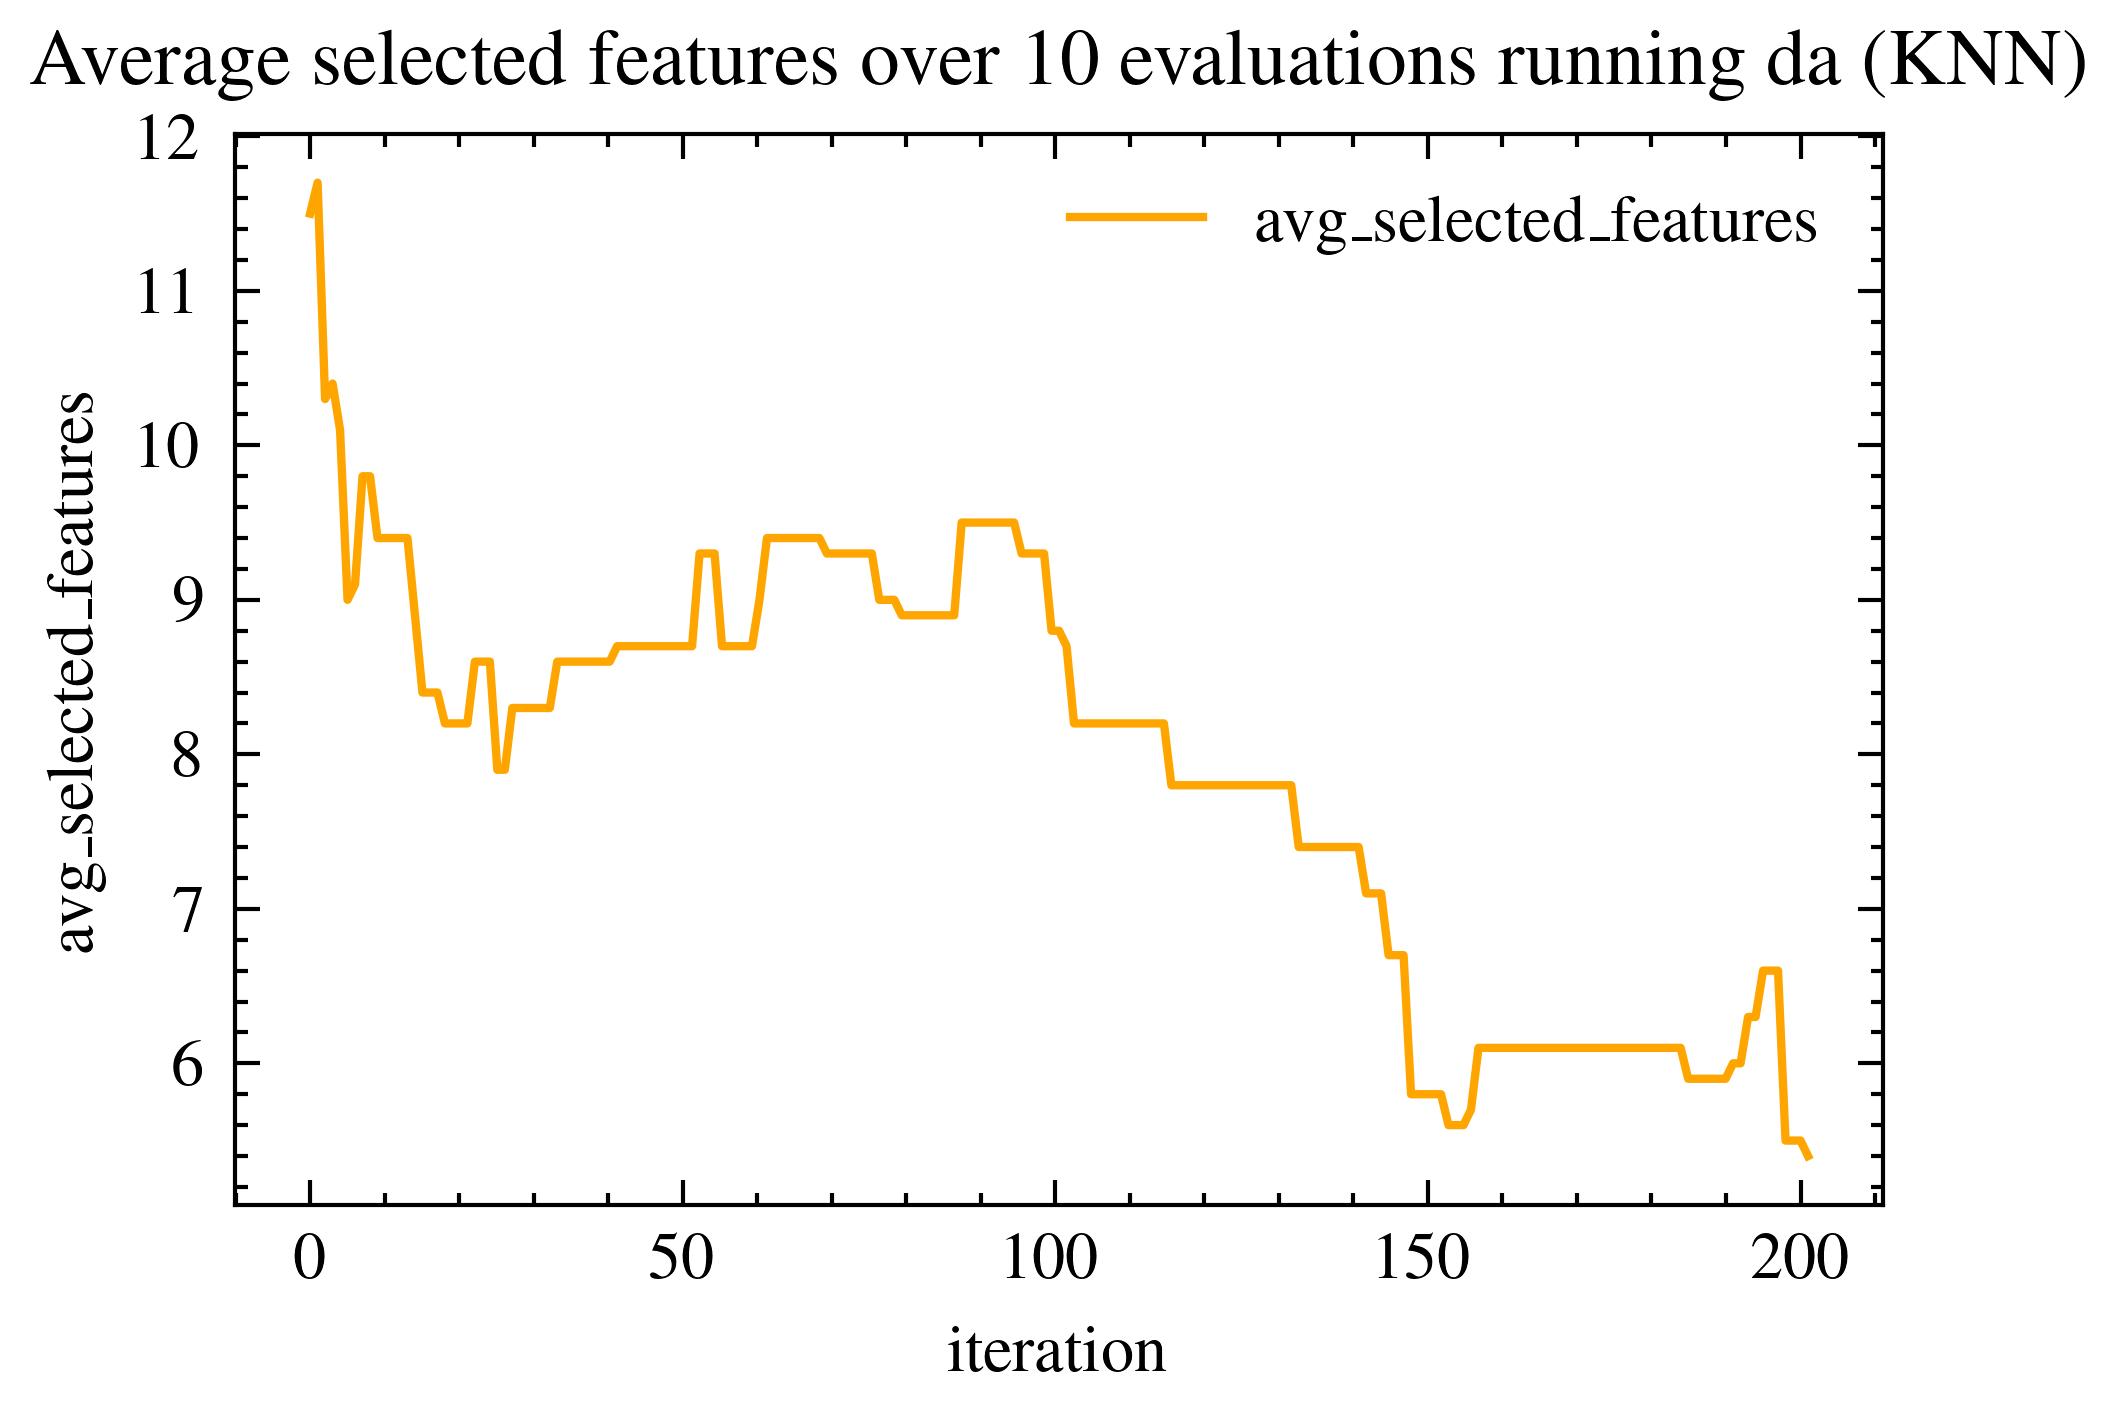 Average selected features over 10 evaluations running da (KNN)
avg_selected_features
12
11
10
9
8
7
6
avg_selected_features
0 50 100 150 200
iteration